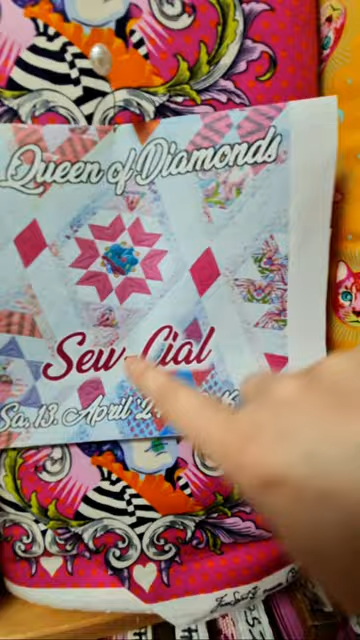 Queen of Diamonds
Sew-Cial
Sa. 13. April